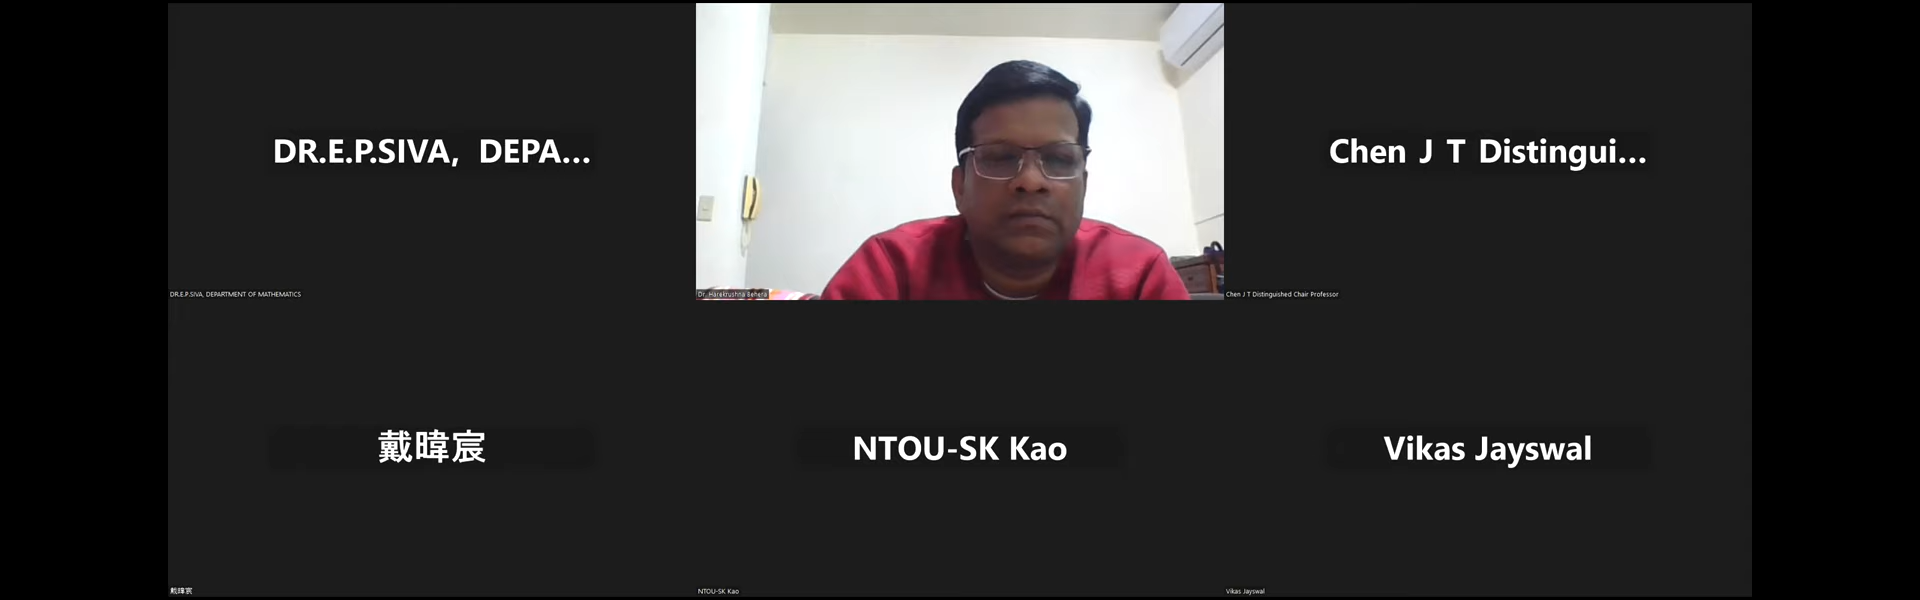 DR.E.P.SIVA, DEPA...
Chen J T Distingui...
DR.E.P.SIVA, DEPARTMENT OF MATHEMATICS
Dr. Harekrushna Behera
Chen J T Distinguished Chair Professor
戴暐宸
NTOU-SK Kao
Vikas Jayswal
戴暐宸
NTOU-SK Kao
Vikas Jayswal